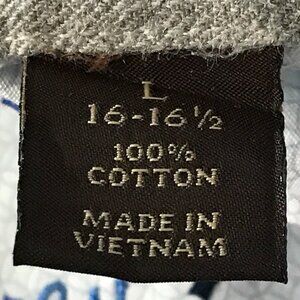 L
16-16½
100%
COTTON
MADE IN
VIETNAM